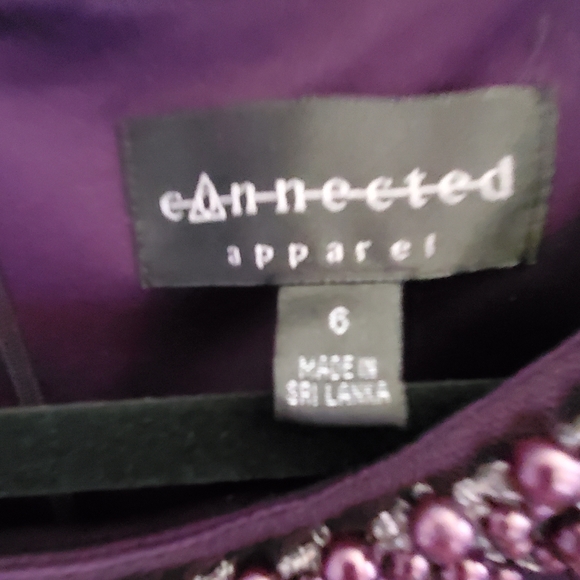 connected
apparel
6
MADE IN
SRI LANKA